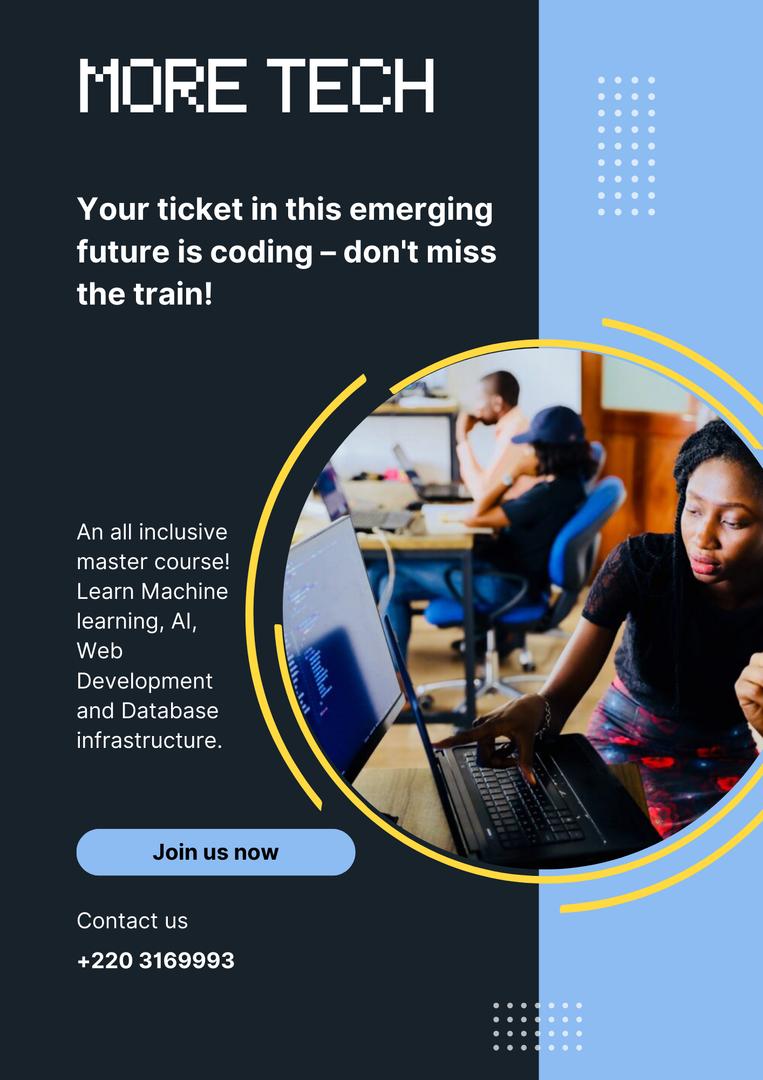 MORE TECH
Your ticket in this emerging
future is coding – don't miss
the train!
An all inclusive
master course!
Learn Machine
learning, AI,
Web
Development
and Database
infrastructure.
Join us now
Contact us
+220 3169993